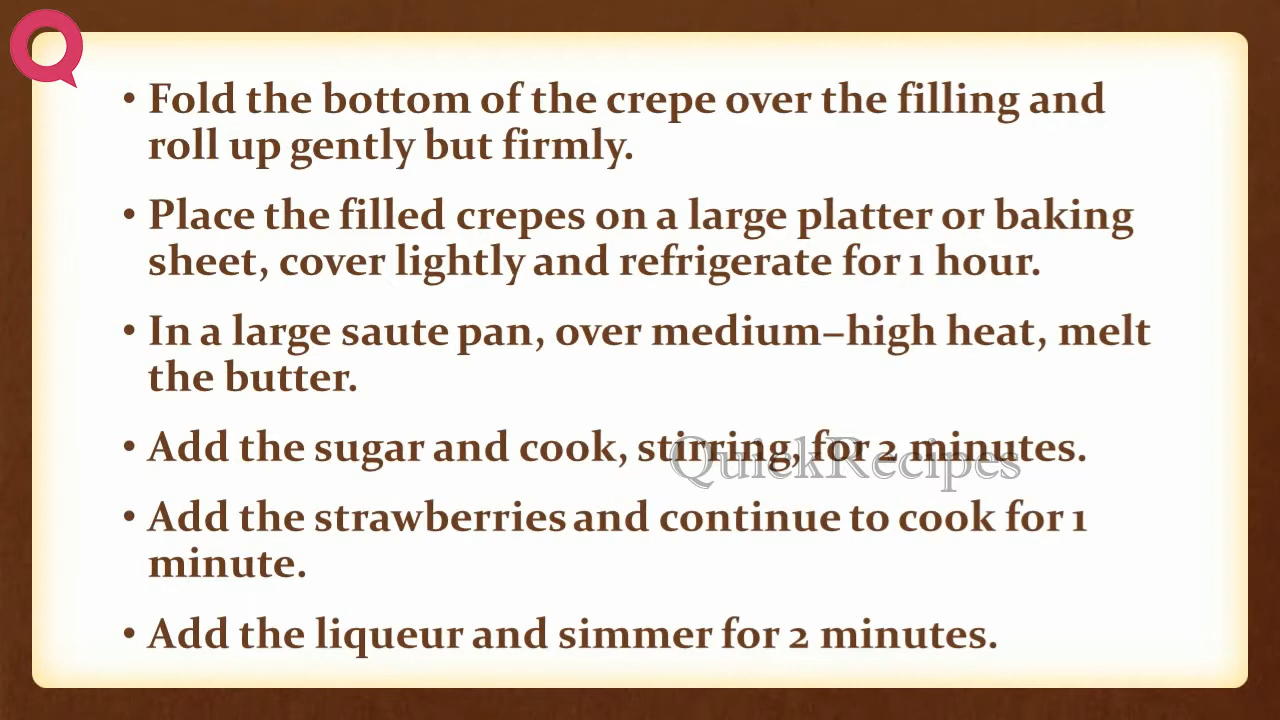 • Fold the bottom of the crepe over the filling and
roll up gently but firmly.
• Place the filled crepes on a large platter or baking
sheet, cover lightly and refrigerate for 1 hour.
• In a large saute pan, over medium–high heat, melt
the butter.
• Add the sugar and cook, stirring, for 2 minutes.
QuickRecipes
• Add the strawberries and continue to cook for 1
minute.
• Add the liqueur and simmer for 2 minutes.